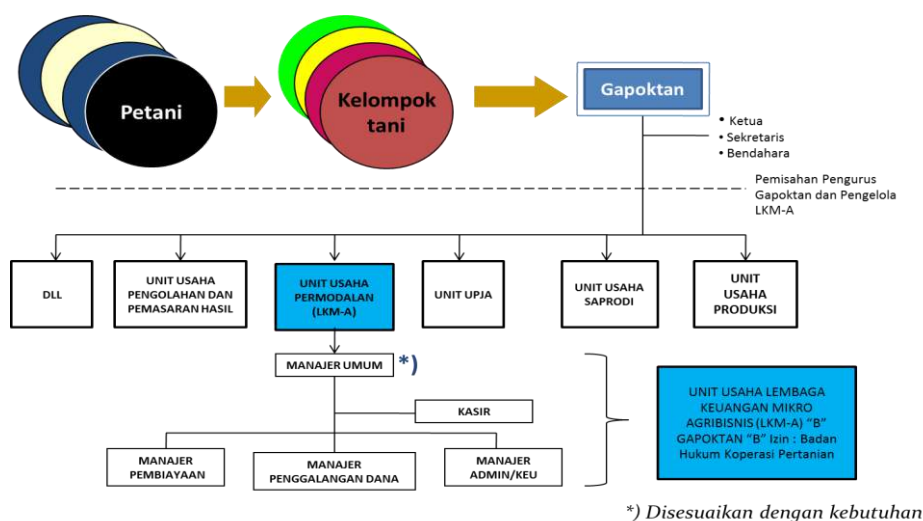 Petani
Kelompok
tani
Gapoktan
• Ketua
• Sekretaris
• Bendahara
Pemisahan Pengurus
Gapoktan dan Pengelola
LKM-A
DLL
UNIT USAHA
PENGOLAHAN DAN
PEMASARAN HASIL
UNIT USAHA
PERMODALAN
(LKM-A)
UNIT UPJA
UNIT USAHA
SAPRODI
UNIT
USAHA
PRODUKSI
MANAJER UMUM
*)
KASIR
MANAJER
PEMBIAYAAN
MANAJER
PENGGALANGAN DANA
MANAJER
ADMIN/KEU
UNIT USAHA LEMBAGA
KEUANGAN MIKRO
AGRIBISNIS (LKM-A) “B”
GAPOKTAN “B” Izin : Badan
Hukum Koperasi Pertanian
*) Disesuaikan dengan kebutuhan